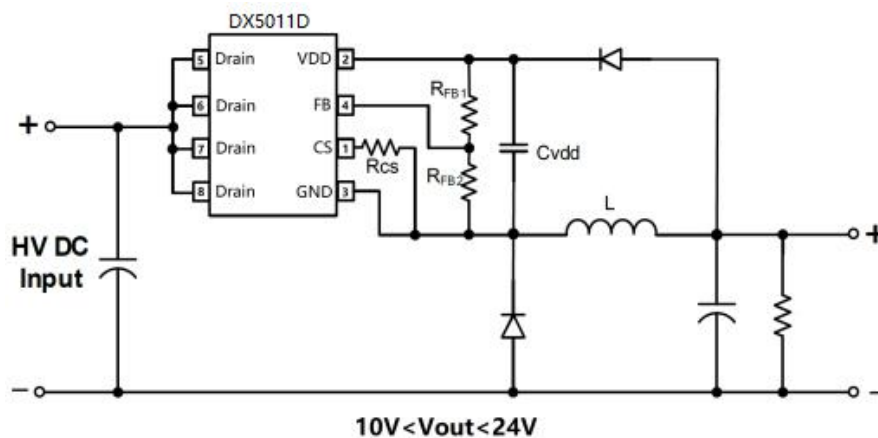 DX5011D
5 Drain VDD 2
6 Drain FB 4
7 Drain CS 1
8 Drain GND 3
RFB1
RFB2
Rcs
Cvdd
L
+
HV DC
Input
−
+
−
10V<Vout<24V